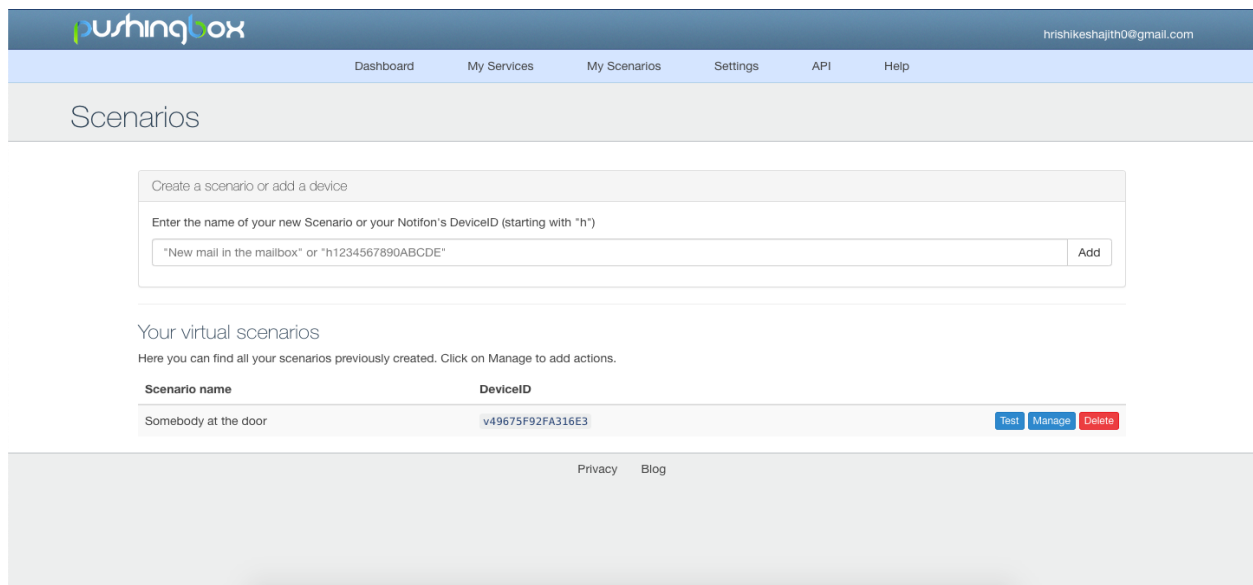 pushingbox
hrishikeshajith0@gmail.com
Dashboard My Services My Scenarios Settings API Help
Scenarios
Create a scenario or add a device
Enter the name of your new Scenario or your Notifon's DeviceID (starting with "h")
"New mail in the mailbox" or "h1234567890ABCDE" Add
Your virtual scenarios
Here you can find all your scenarios previously created. Click on Manage to add actions.
Scenario name DeviceID
Somebody at the door v49675F92FA316E3 Test Manage Delete
Privacy Blog